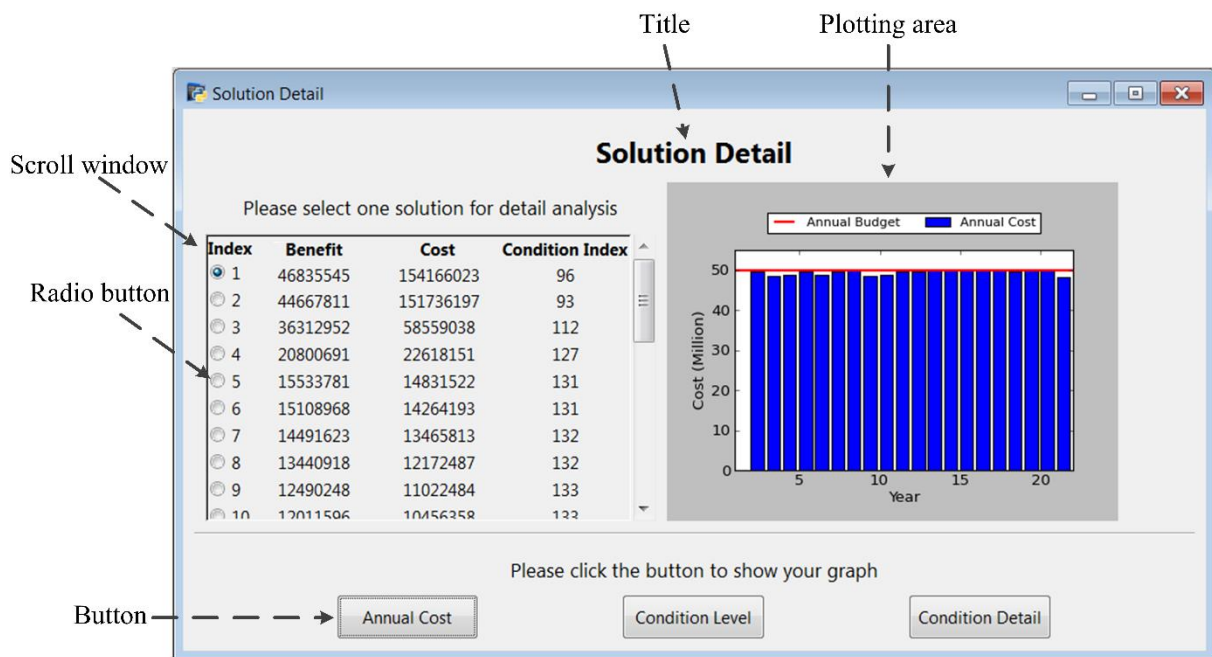 Title Plotting area
Solution Detail
Solution Detail
Scroll window
Please select one solution for detail analysis
Index Benefit Cost Condition Index
1 46835545 154166023 96
2 44667811 151736197 93
Radio button
3 36312952 58559038 112
4 20800691 22618151 127
5 15533781 14831522 131
6 15108968 14264193 131
7 14491623 13465813 132
8 13440918 12172487 132
9 12490248 11022484 133
10 12011596 10456358 133
Annual Budget Annual Cost
50
40
30
20
10
0
Cost (Million)
5 10 15 20
Year
Please click the button to show your graph
Button
Annual Cost Condition Level Condition Detail